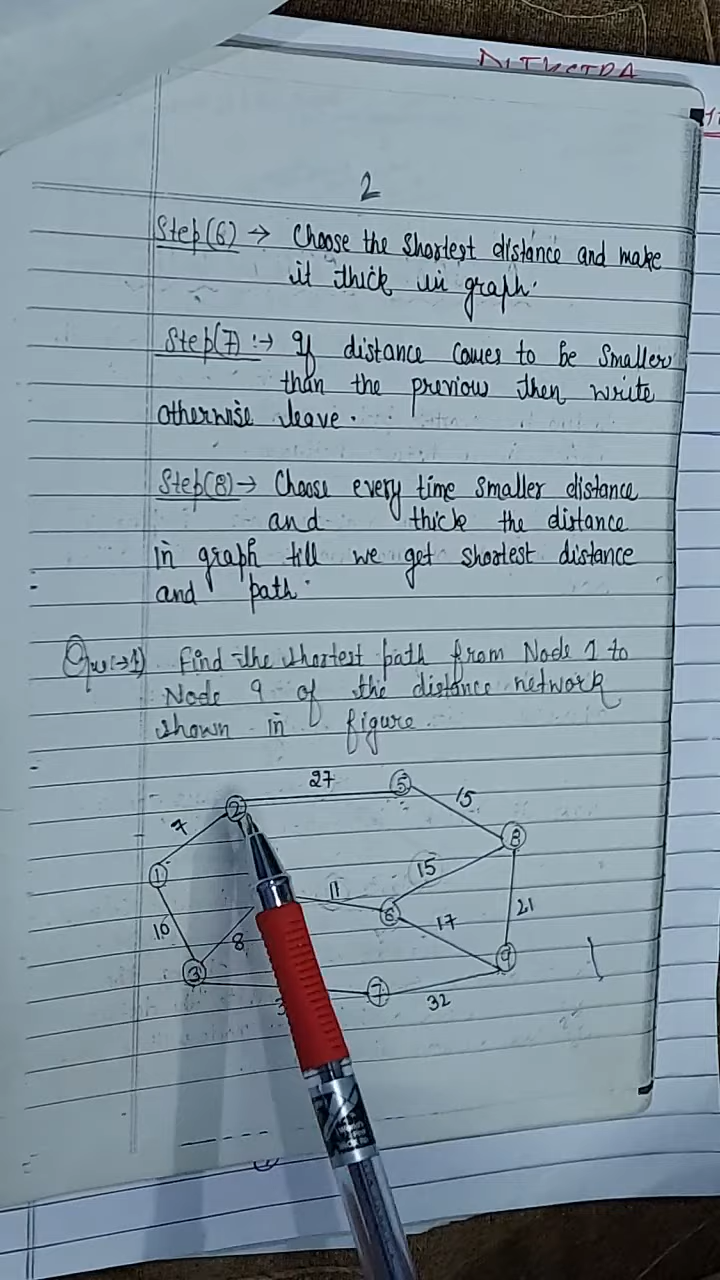 2
Step(6) → Choose the shortest distance and make
it thick in graph.
Step(7) :→ If distance comes to be smaller
than the previow then write
otherwise leave.
Step(8)→ Choose every time smaller distance
and thick the distance
in graph till we get shortest distance
and path.
Qu(→1) Find the shortest path from Node 1 to
Node 9 of the distance network
shown in figure.
27
5
15
2
7
8
1
15
11
6
21
10
8
17
3
9
7
32